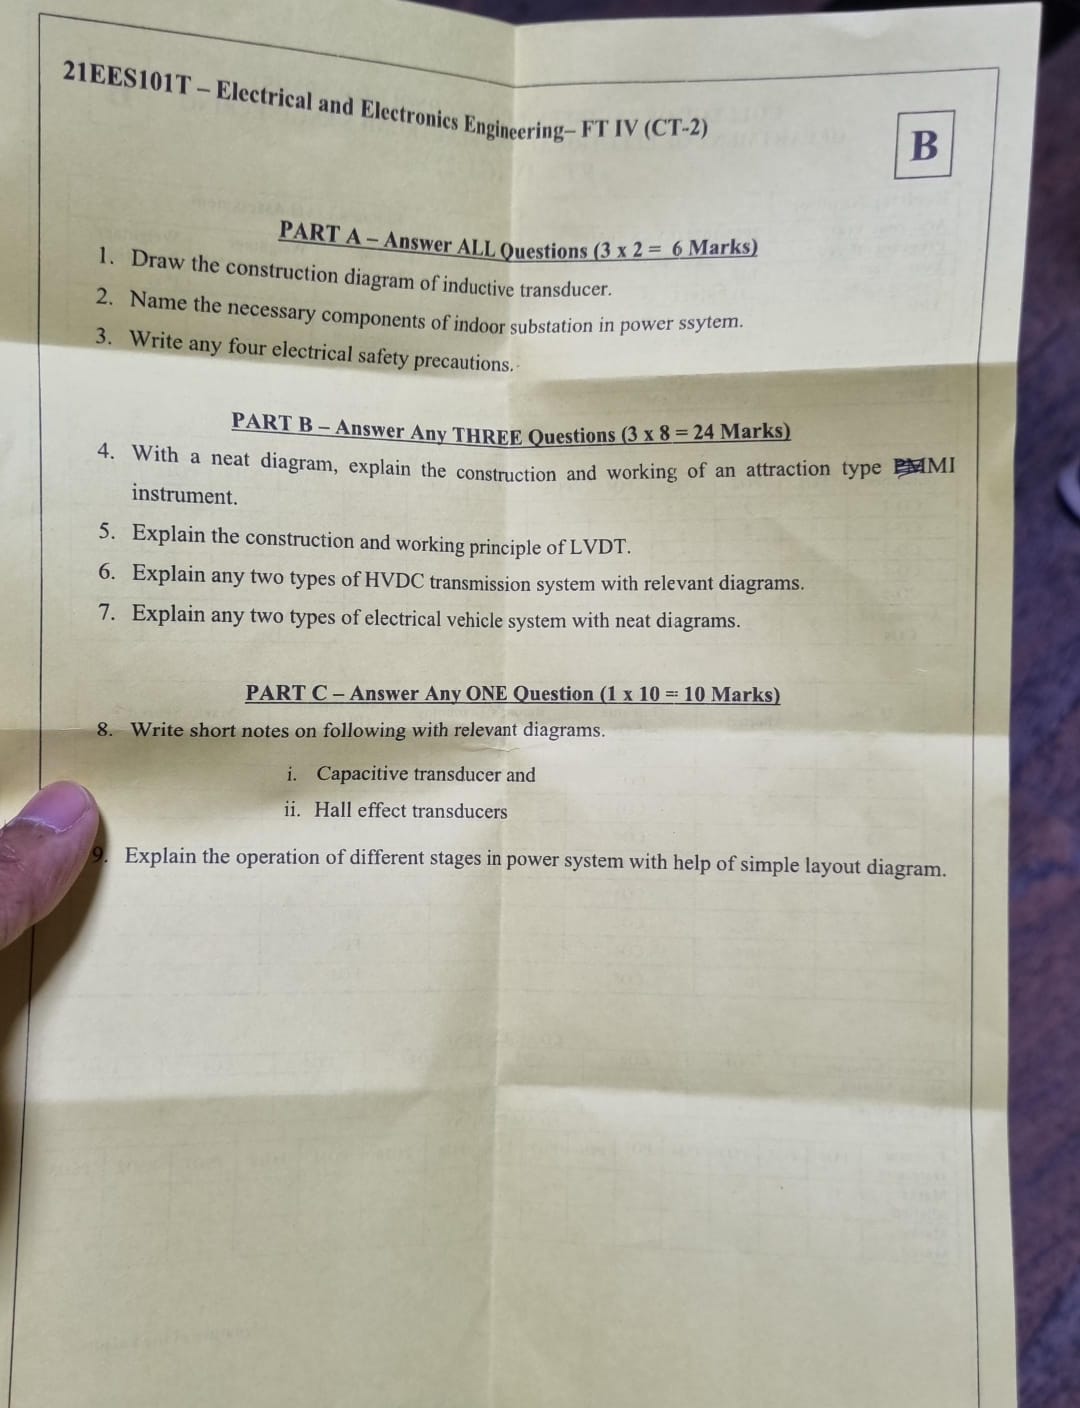 21EES101T – Electrical and Electronics Engineering– FT IV (CT-2)
B
PART A – Answer ALL Questions (3 x 2 = 6 Marks)
1. Draw the construction diagram of inductive transducer.
2. Name the necessary components of indoor substation in power ssytem.
3. Write any four electrical safety precautions.
PART B – Answer Any THREE Questions (3 x 8 = 24 Marks)
4. With a neat diagram, explain the construction and working of an attraction type PMMI
instrument.
5. Explain the construction and working principle of LVDT.
6. Explain any two types of HVDC transmission system with relevant diagrams.
7. Explain any two types of electrical vehicle system with neat diagrams.
PART C – Answer Any ONE Question (1 x 10 = 10 Marks)
8. Write short notes on following with relevant diagrams.
i. Capacitive transducer and
ii. Hall effect transducers
9. Explain the operation of different stages in power system with help of simple layout diagram.